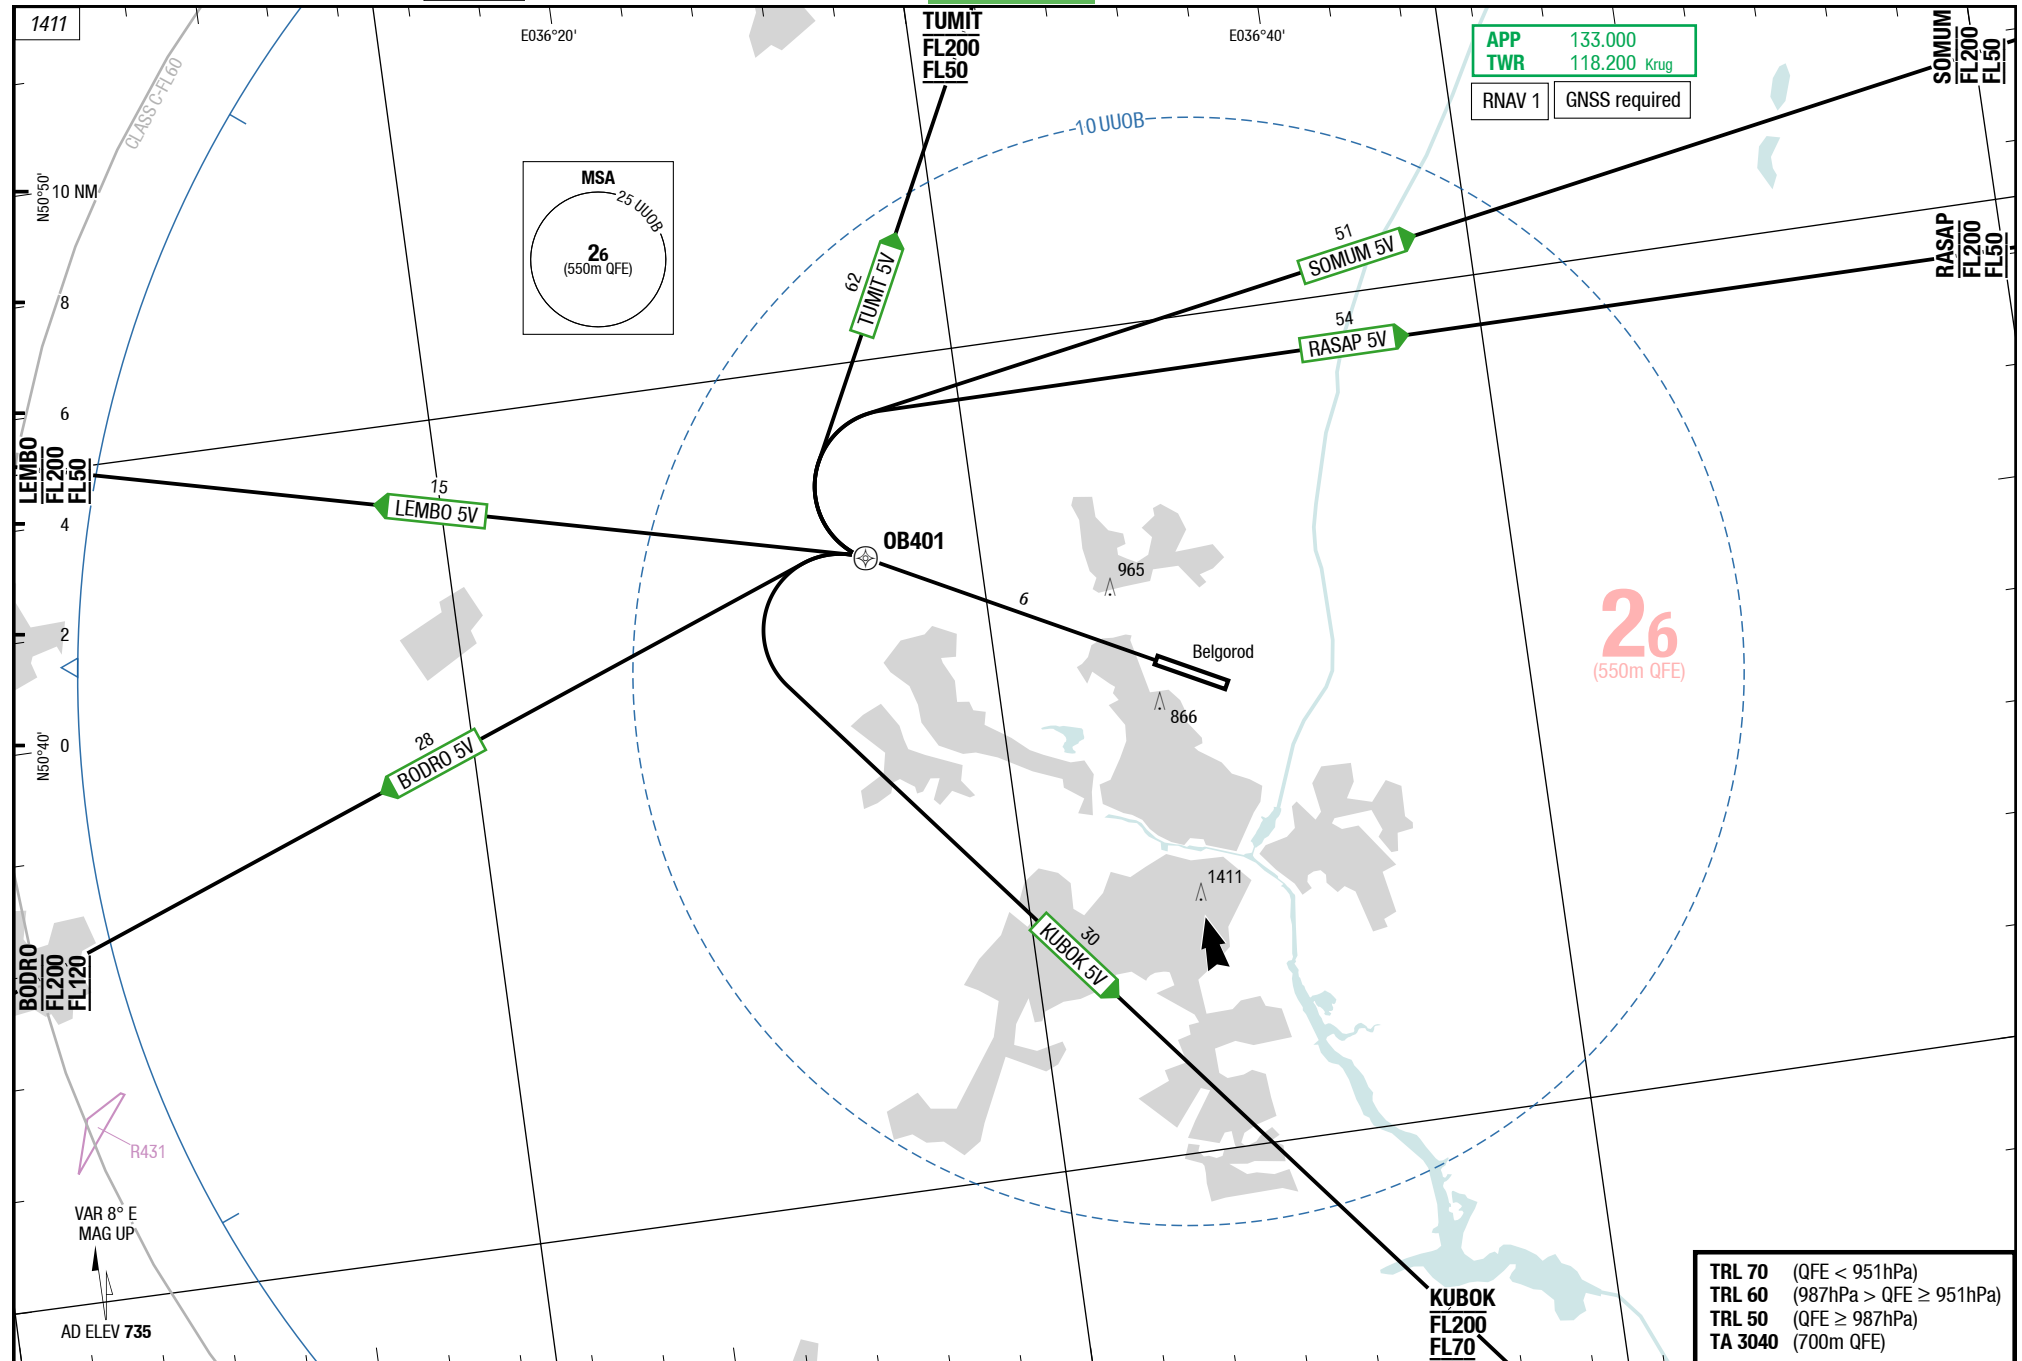 1411
E036°20'
TUMIT
FL200
FL50
E036°40'
APP 133.000
TWR 118.200 Krug
RNAV 1
GNSS required
SOMUM
FL200
FL50
CLASS C-FL60
10 UUOB
N50°50'
10 NM
MSA
25 UUOB
26
(550m QFE)
62
TUMIT 5V
51
SOMUM 5V
RASAP
FL200
FL50
8
54
RASAP 5V
6
LEMBO
FL200
FL50
15
LEMBO 5V
4
OB401
965
6
2
26
(550m QFE)
Belgorod
866
N50°40'
0
28
BODRO 5V
1411
30
KUBOK 5V
BODRO
FL200
FL120
R431
VAR 8° E
MAG UP
AD ELEV 735
KUBOK
FL200
FL70
TRL 70 (QFE < 951hPa)
TRL 60 (987hPa > QFE ≥ 951hPa)
TRL 50 (QFE ≥ 987hPa)
TA 3040 (700m QFE)